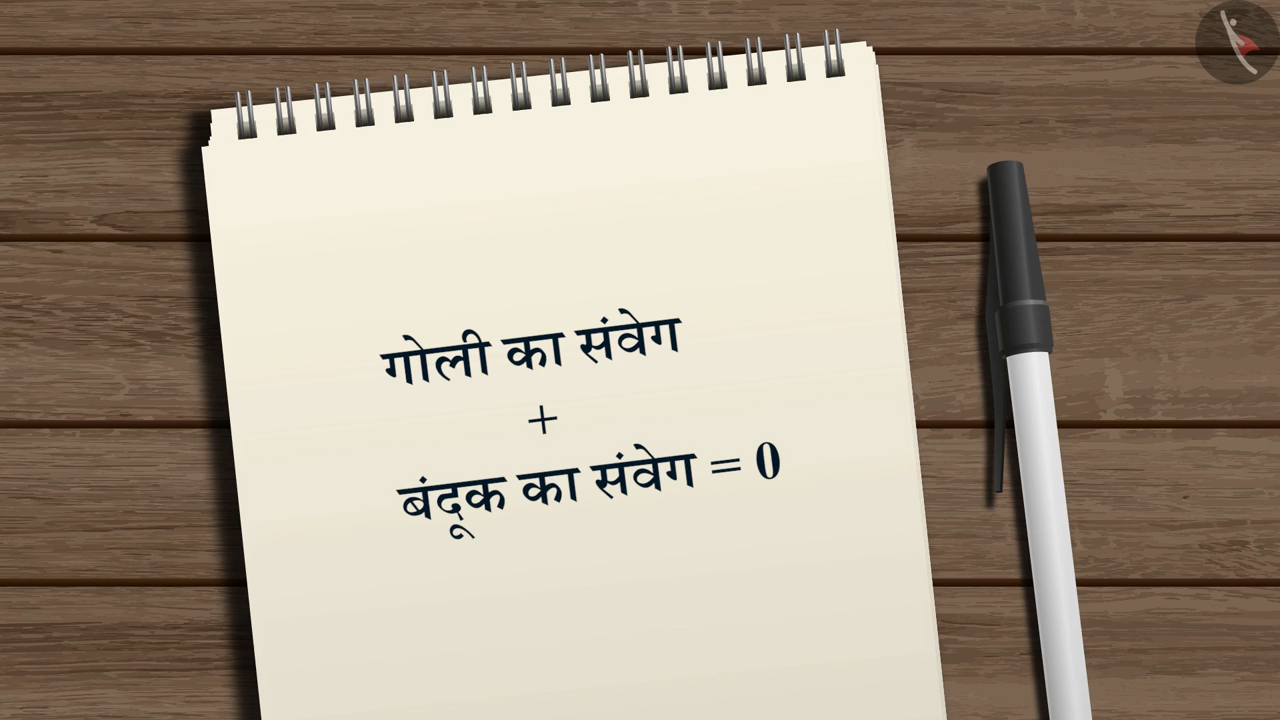 गोली का संवेग
+
बंदूक का संवेग = 0